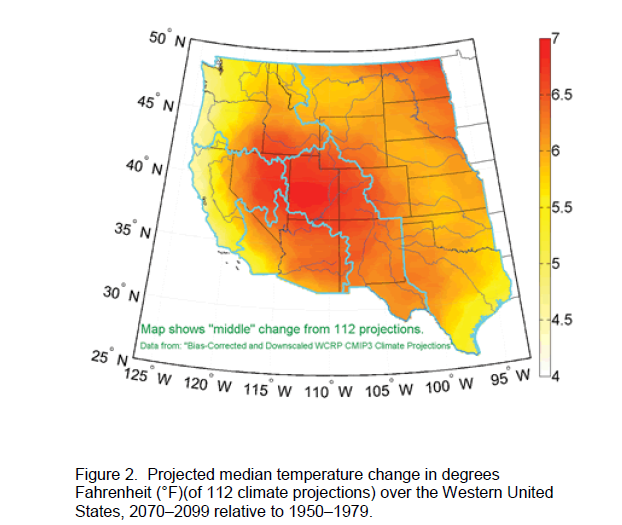 50° N
45° N
40° N
35° N
30° N
25° N
125° W 120° W 115° W 110° W 105° W 100° W 95° W
7
6.5
6
5.5
5
4.5
4
Map shows "middle" change from 112 projections.
Data from: "Bias-Corrected and Downscaled WCRP CMIP3 Climate Projections"
Figure 2.  Projected median temperature change in degrees
Fahrenheit (°F)(of 112 climate projections) over the Western United
States, 2070–2099 relative to 1950–1979.